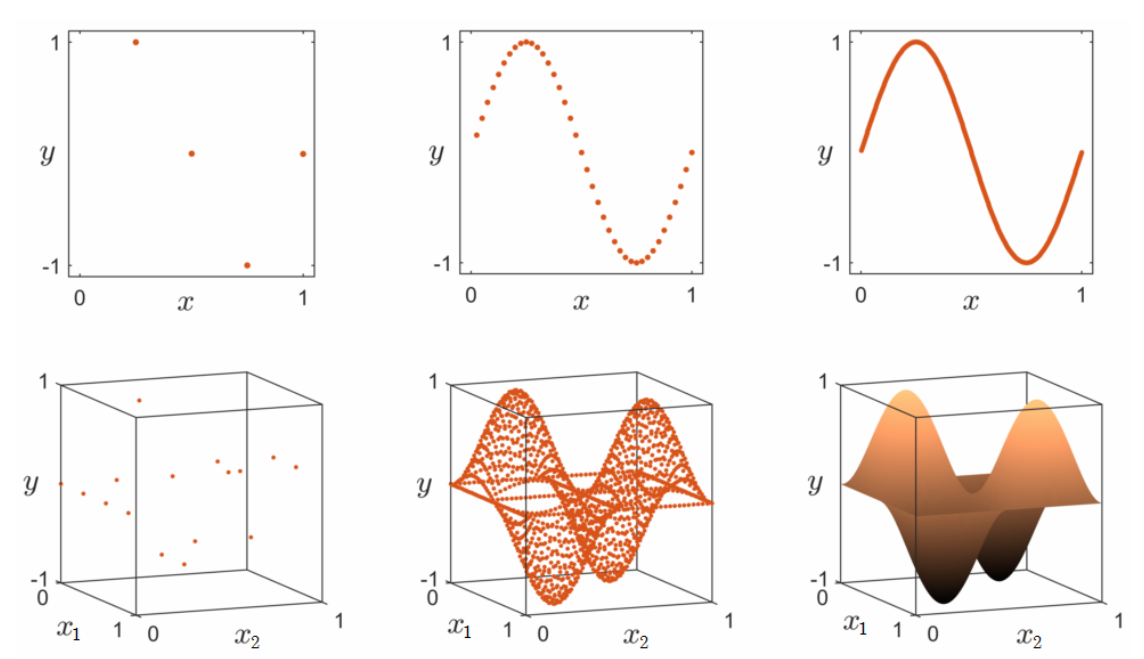 1 1 1
y y y
-1 -1 -1
0 x 1 0 x 1 0 x 1
1 1 1
y y y
-1 -1 -1
0 1 0 1 0 1
x₁ 1 0 x₂ x₁ 1 0 x₂ x₁ 1 0 x₂